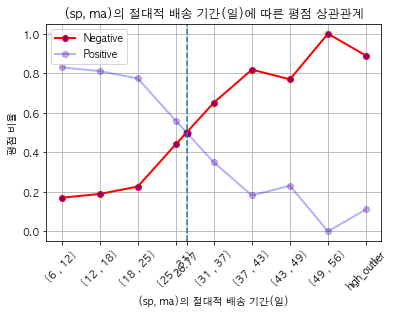 (sp, ma)의 절대적 배송 기간(일)에 따른 평점 상관관계
Negative
Positive
평점 비율
1.0
0.8
0.6
0.4
0.2
0.0
(6 , 12)
(12 , 18)
(18 , 25)
(25 , 31)
26.77
(31 , 37)
(37 , 43)
(43 , 49)
(49 , 56)
hgh_outlier
(sp, ma)의 절대적 배송 기간(일)